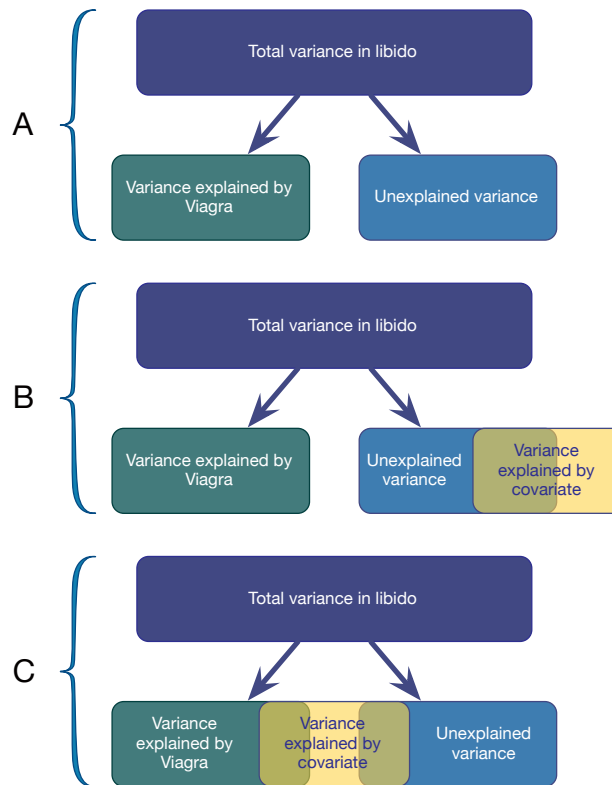 A
Total variance in libido
Variance explained by
Viagra
Unexplained variance
B
Total variance in libido
Variance explained by
Viagra
Unexplained
variance
Variance
explained by
covariate
C
Total variance in libido
Variance
explained by
Viagra
Variance
explained by
covariate
Unexplained
variance